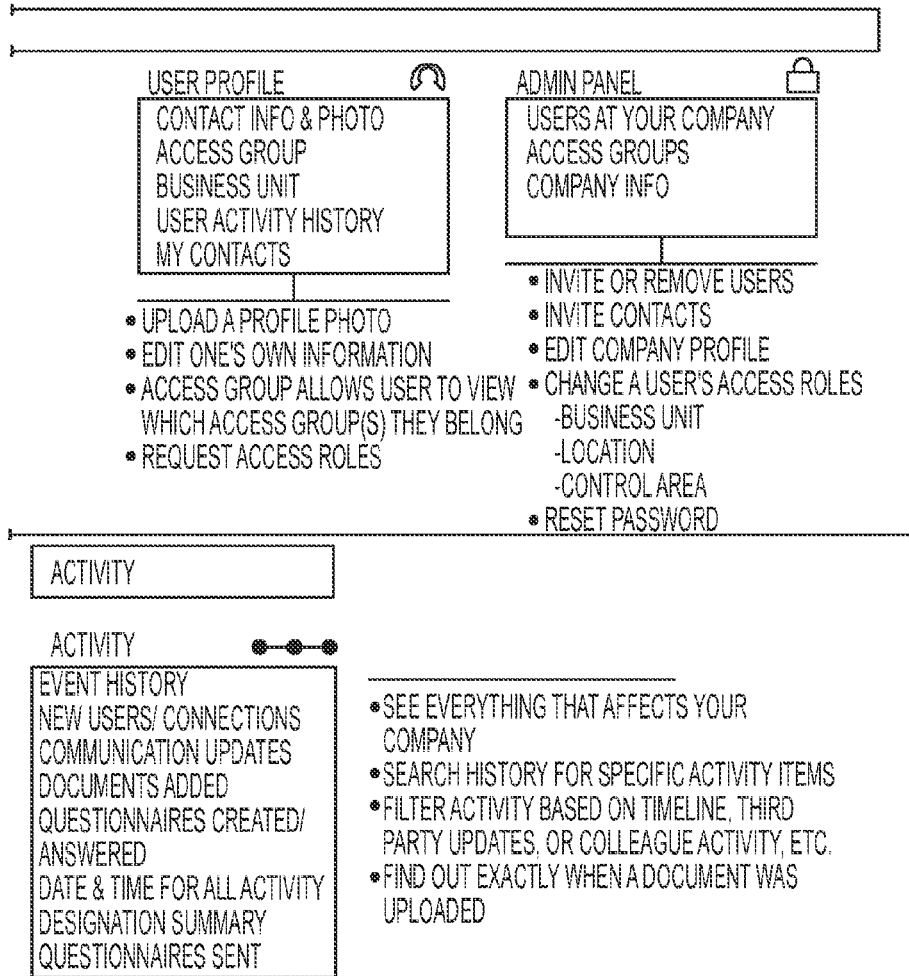 USER PROFILE
CONTACT INFO & PHOTO
ACCESS GROUP
BUSINESS UNIT
USER ACTIVITY HISTORY
MY CONTACTS
• UPLOAD A PROFILE PHOTO
• EDIT ONE'S OWN INFORMATION
• ACCESS GROUP ALLOWS USER TO VIEW
WHICH ACCESS GROUP(S) THEY BELONG
• REQUEST ACCESS ROLES
ADMIN PANEL
USERS AT YOUR COMPANY
ACCESS GROUPS
COMPANY INFO
• INVITE OR REMOVE USERS
• INVITE CONTACTS
• EDIT COMPANY PROFILE
• CHANGE A USER'S ACCESS ROLES
-BUSINESS UNIT
-LOCATION
-CONTROL AREA
• RESET PASSWORD
ACTIVITY
ACTIVITY
EVENT HISTORY
NEW USERS/ CONNECTIONS
COMMUNICATION UPDATES
DOCUMENTS ADDED
QUESTIONNAIRES CREATED/
ANSWERED
DATE & TIME FOR ALL ACTIVITY
DESIGNATION SUMMARY
QUESTIONNAIRES SENT
• SEE EVERYTHING THAT AFFECTS YOUR
COMPANY
• SEARCH HISTORY FOR SPECIFIC ACTIVITY ITEMS
• FILTER ACTIVITY BASED ON TIMELINE, THIRD
PARTY UPDATES, OR COLLEAGUE ACTIVITY, ETC.
• FIND OUT EXACTLY WHEN A DOCUMENT WAS
UPLOADED